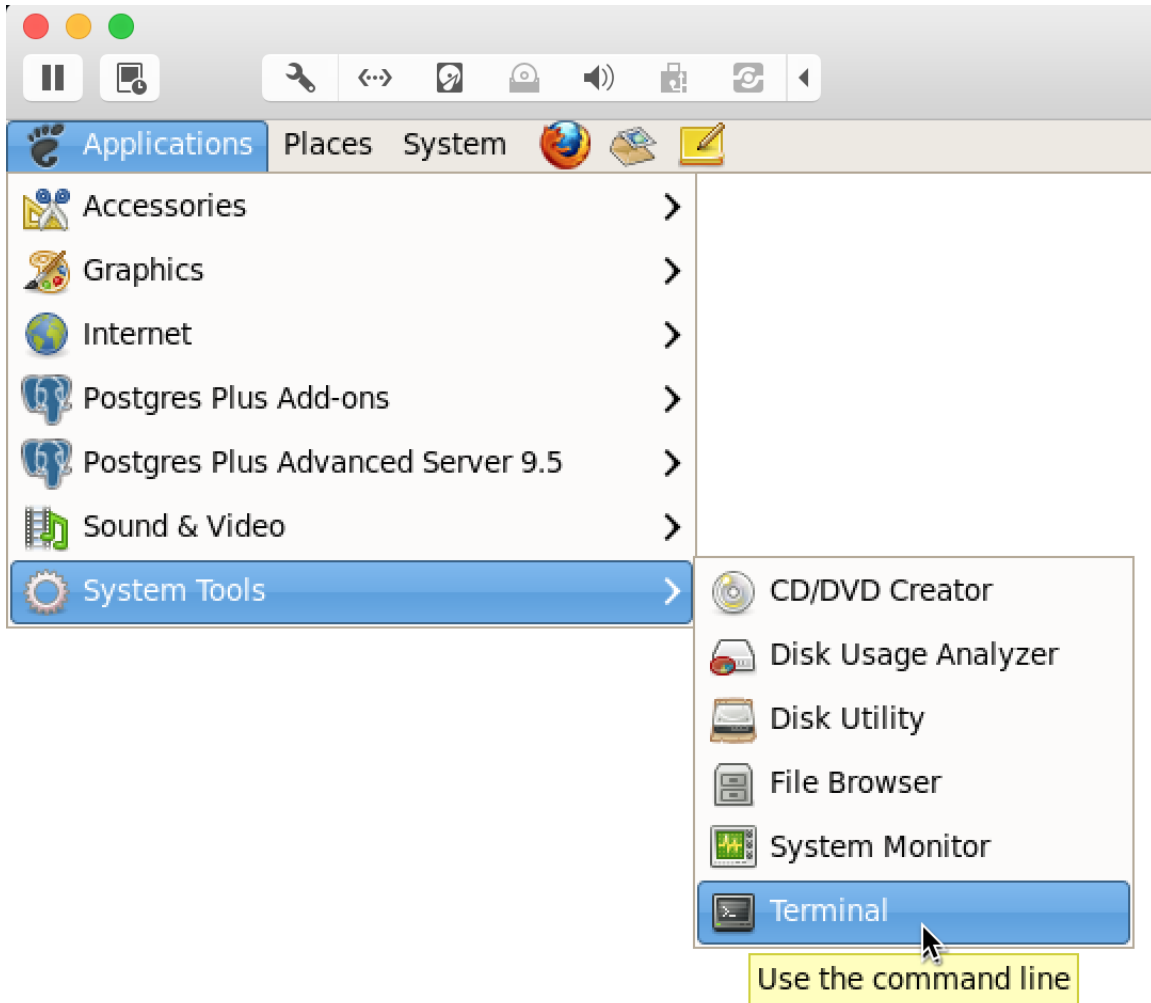 Applications Places System
Accessories
Graphics
Internet
Postgres Plus Add-ons
Postgres Plus Advanced Server 9.5
Sound & Video
System Tools
CD/DVD Creator
Disk Usage Analyzer
Disk Utility
File Browser
System Monitor
Terminal
Use the command line